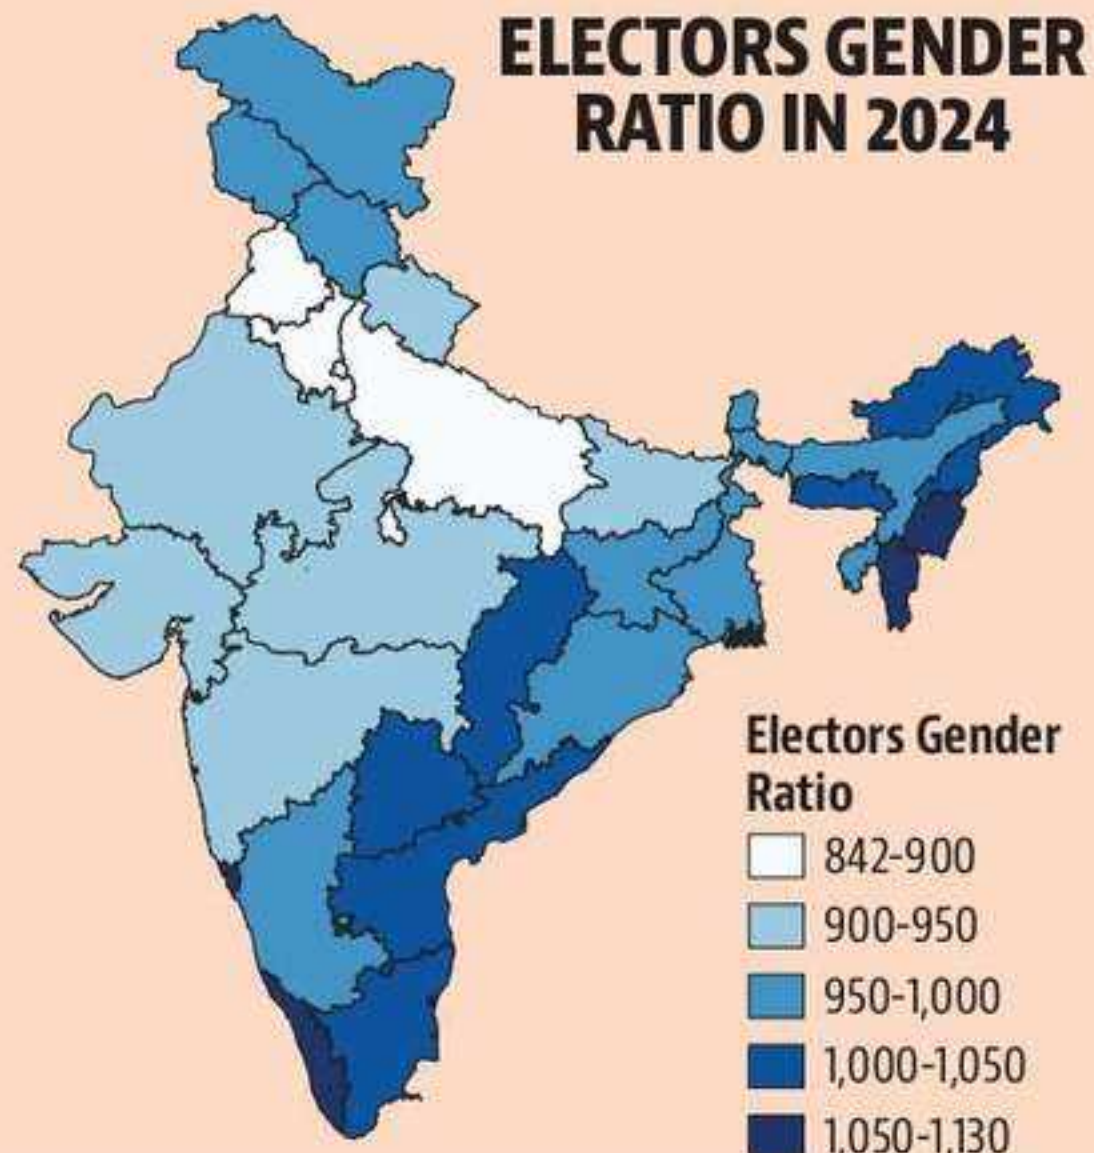 ELECTORS GENDER
RATIO IN 2024
Electors Gender
Ratio
842-900
900-950
950-1,000
1,000-1,050
1,050-1,130